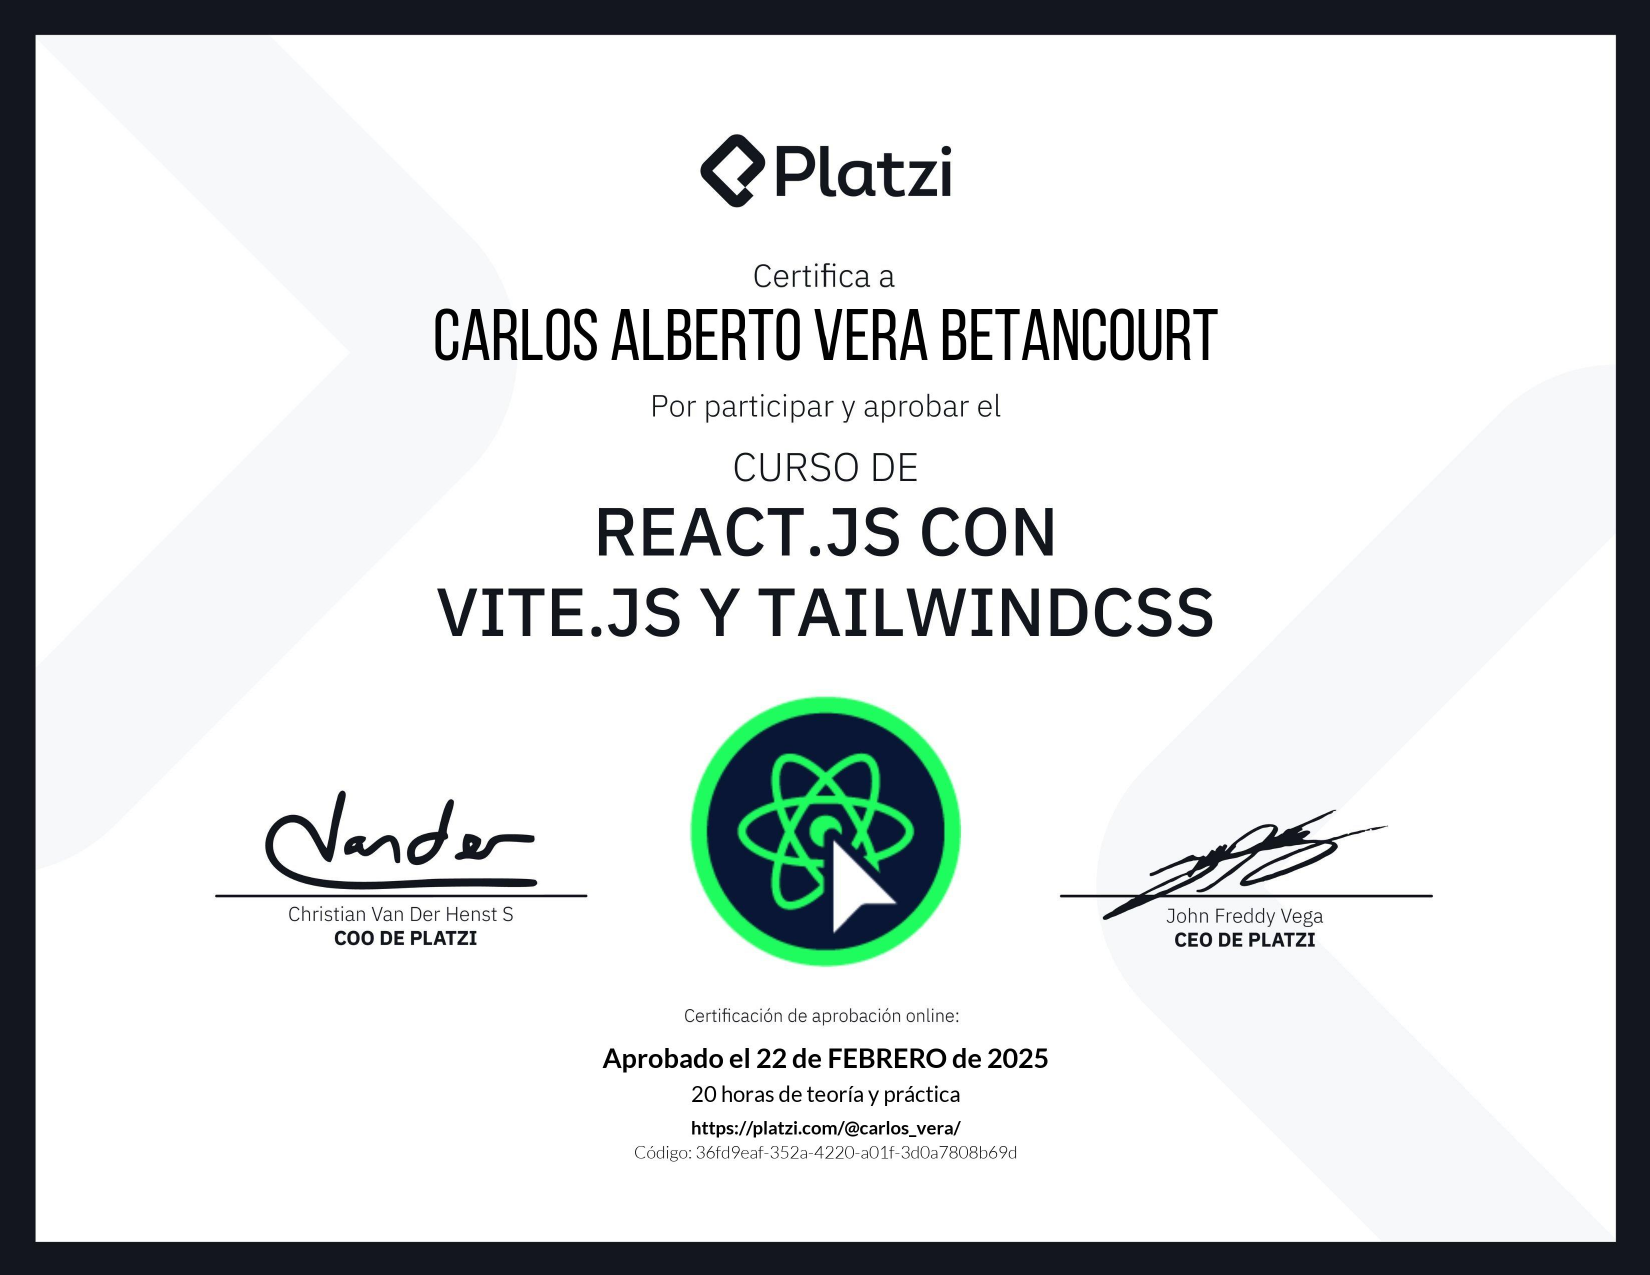 Platzi
Certifica a
CARLOS ALBERTO VERA BETANCOURT
Por participar y aprobar el
CURSO DE
REACT.JS CON
VITE.JS Y TAILWINDCSS
Vander
Christian Van Der Henst S
COO DE PLATZI
John Freddy Vega
CEO DE PLATZI
Certificación de aprobación online:
Aprobado el 22 de FEBRERO de 2025
20 horas de teoría y práctica
https://platzi.com/@carlos_vera/
Código: 36fd9eaf-352a-4220-a01f-3d0a7808b69d